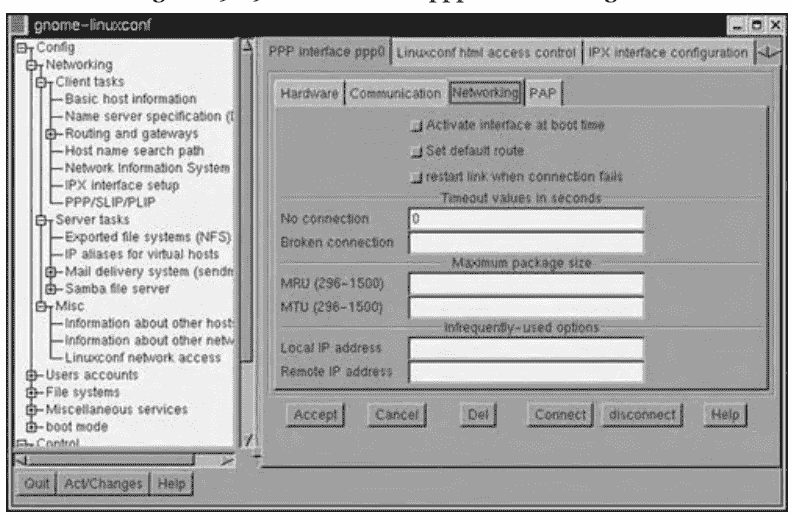 gnome-linuxconf
Config
Networking
Client tasks
Basic host information
Name server specification (
Routing and gateways
Host name search path
Network Information System
IPX interface setup
PPP/SLIP/PLIP
Server tasks
Exported file systems (NFS)
IP aliases for virtual hosts
Mail delivery system (sendm
Samba file server
Misc
Information about other host
Information about other netw
Linuxconf network access
Users accounts
File systems
Miscellaneous services
boot mode
Control
PPP interface ppp0 Linuxconf html access control IPX interface configuration
Hardware Communication Networking PAP
Activate interface at boot time
Set default route
restart link when connection fails
Timeout values in seconds
No connection 0
Broken connection
Maximum package size
MRU (296-1500)
MTU (296-1500)
Infrequently-used options
Local IP address
Remote IP address
Accept Cancel Del Connect disconnect Help
Quit Act/Changes Help